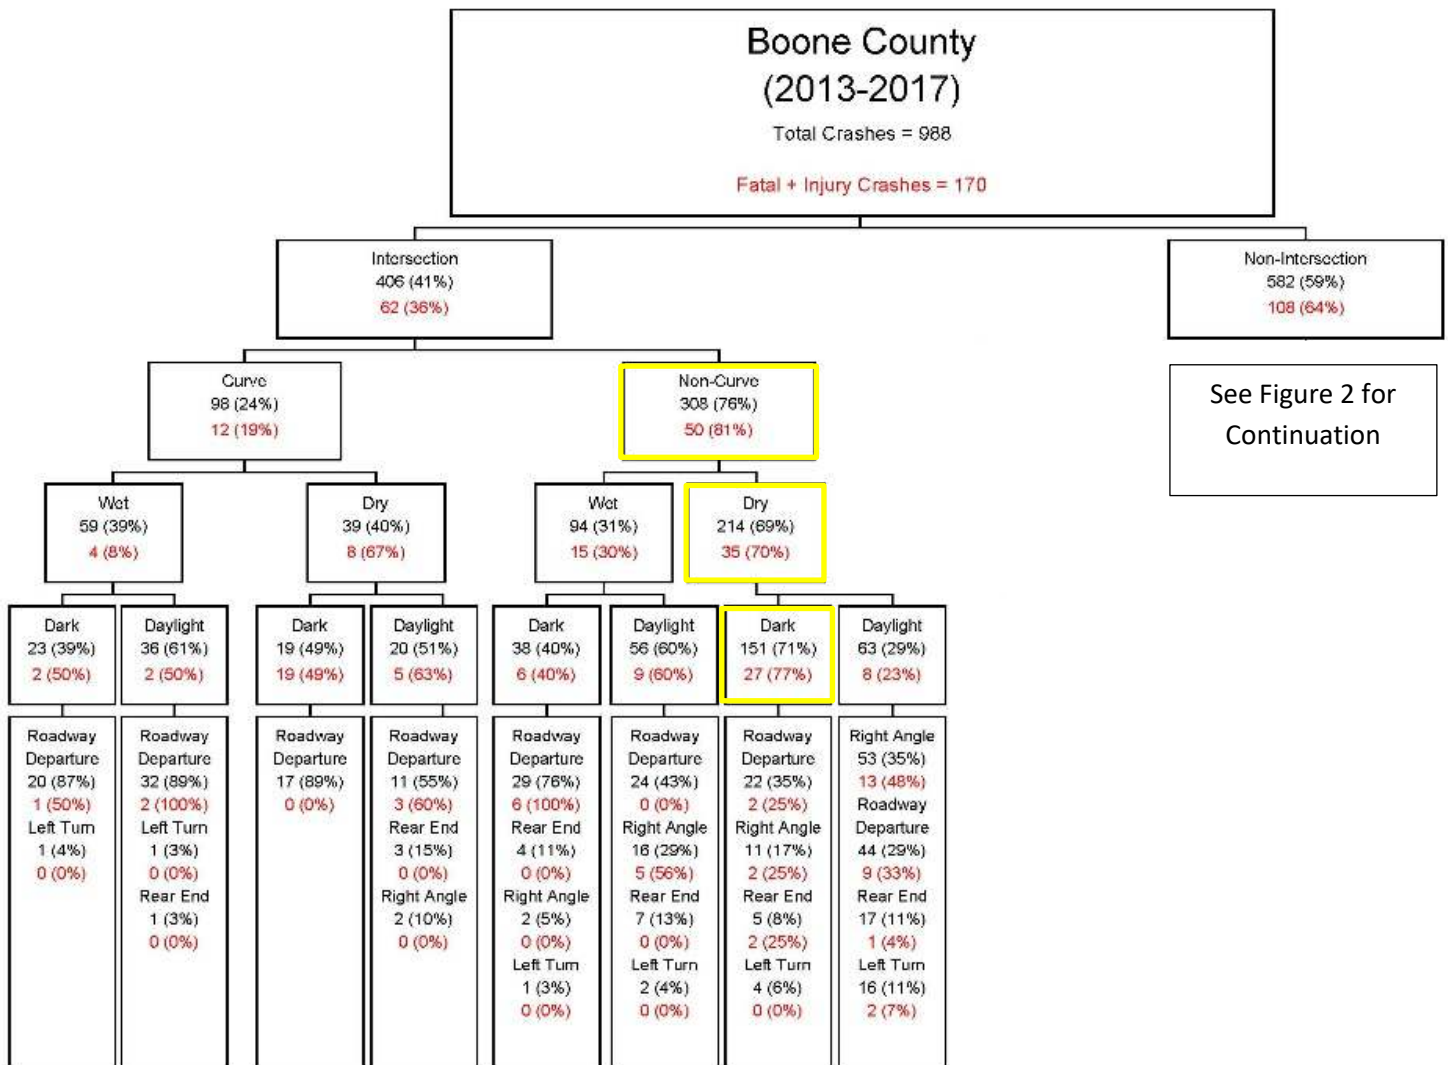 Boone County
(2013-2017)
Total Crashes = 988
Fatal + Injury Crashes = 170
Intersection
406 (41%)
62 (36%)
Non-Intersection
582 (59%)
108 (64%)
Curve
98 (24%)
12 (19%)
Non-Curve
308 (76%)
50 (81%)
See Figure 2 for
Continuation
Wet
59 (39%)
4 (8%)
Dry
39 (40%)
8 (67%)
Wet
94 (31%)
15 (30%)
Dry
214 (69%)
35 (70%)
Dark
23 (39%)
2 (50%)
Daylight
36 (61%)
2 (50%)
Dark
19 (49%)
19 (49%)
Daylight
20 (51%)
5 (63%)
Dark
38 (40%)
6 (40%)
Daylight
56 (60%)
9 (60%)
Dark
151 (71%)
27 (77%)
Daylight
63 (29%)
8 (23%)
Roadway
Departure
20 (87%)
1 (50%)
Left Turn
1 (4%)
0 (0%)
Roadway
Departure
32 (89%)
2 (100%)
Left Turn
1 (3%)
0 (0%)
Rear End
1 (3%)
0 (0%)
Roadway
Departure
17 (89%)
0 (0%)
Roadway
Departure
11 (55%)
3 (60%)
Rear End
3 (15%)
0 (0%)
Right Angle
2 (10%)
0 (0%)
Roadway
Departure
29 (76%)
6 (100%)
Rear End
4 (11%)
0 (0%)
Right Angle
2 (5%)
0 (0%)
Left Turn
1 (3%)
0 (0%)
Roadway
Departure
24 (43%)
0 (0%)
Right Angle
16 (29%)
5 (56%)
Rear End
7 (13%)
0 (0%)
Left Turn
2 (4%)
0 (0%)
Roadway
Departure
22 (35%)
2 (25%)
Right Angle
11 (17%)
2 (25%)
Rear End
5 (8%)
2 (25%)
Left Turn
4 (6%)
0 (0%)
Right Angle
53 (35%)
13 (48%)
Roadway
Departure
44 (29%)
9 (33%)
Rear End
17 (11%)
1 (4%)
Left Turn
16 (11%)
2 (7%)